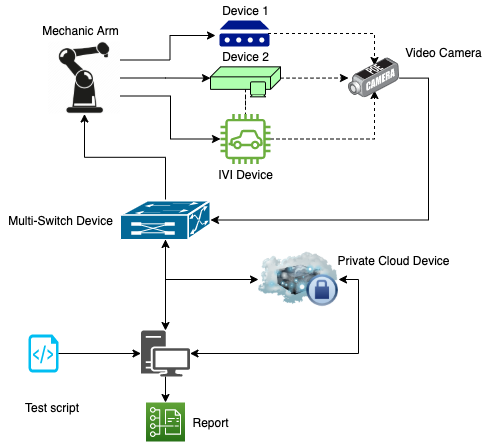 Device 1
Mechanic Arm
Device 2
Video Camera
CAMERA
IVI Device
Multi-Switch Device
Private Cloud Device
Test script
Report